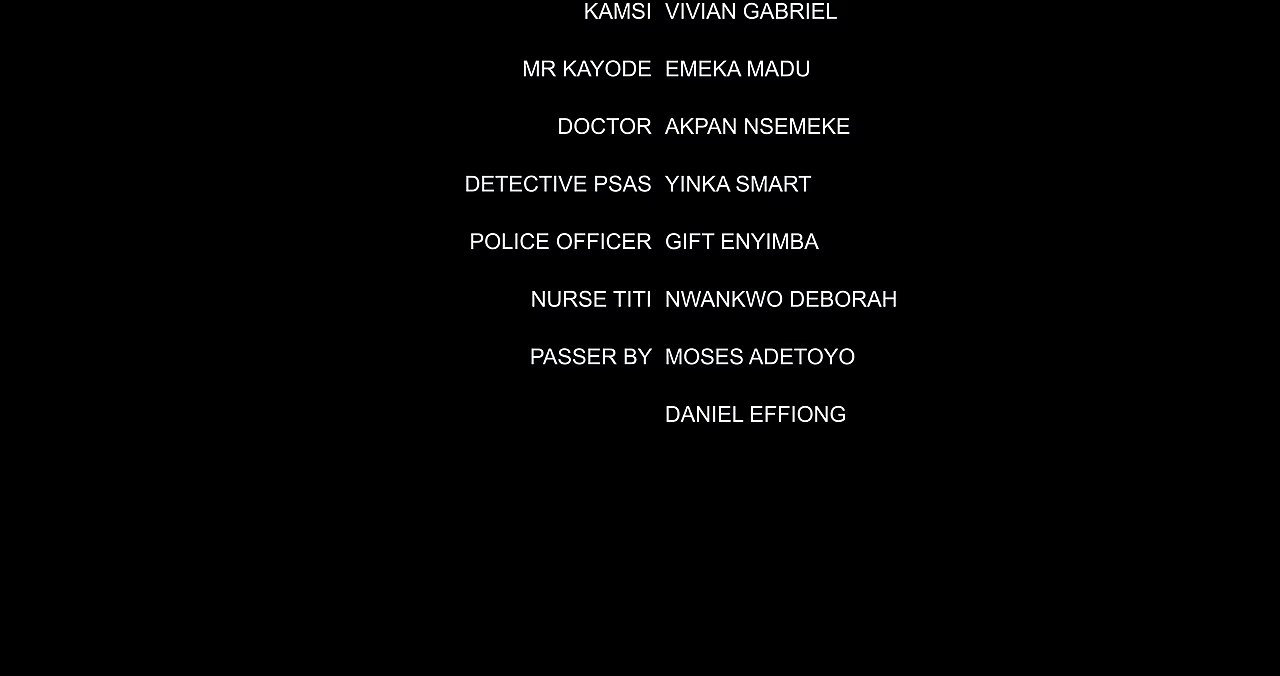 KAMSI VIVIAN GABRIEL
MR KAYODE EMEKA MADU
DOCTOR AKPAN NSEMEKE
DETECTIVE PSAS YINKA SMART
POLICE OFFICER GIFT ENYIMBA
NURSE TITI NWANKWO DEBORAH
PASSER BY MOSES ADETOYO
DANIEL EFFIONG